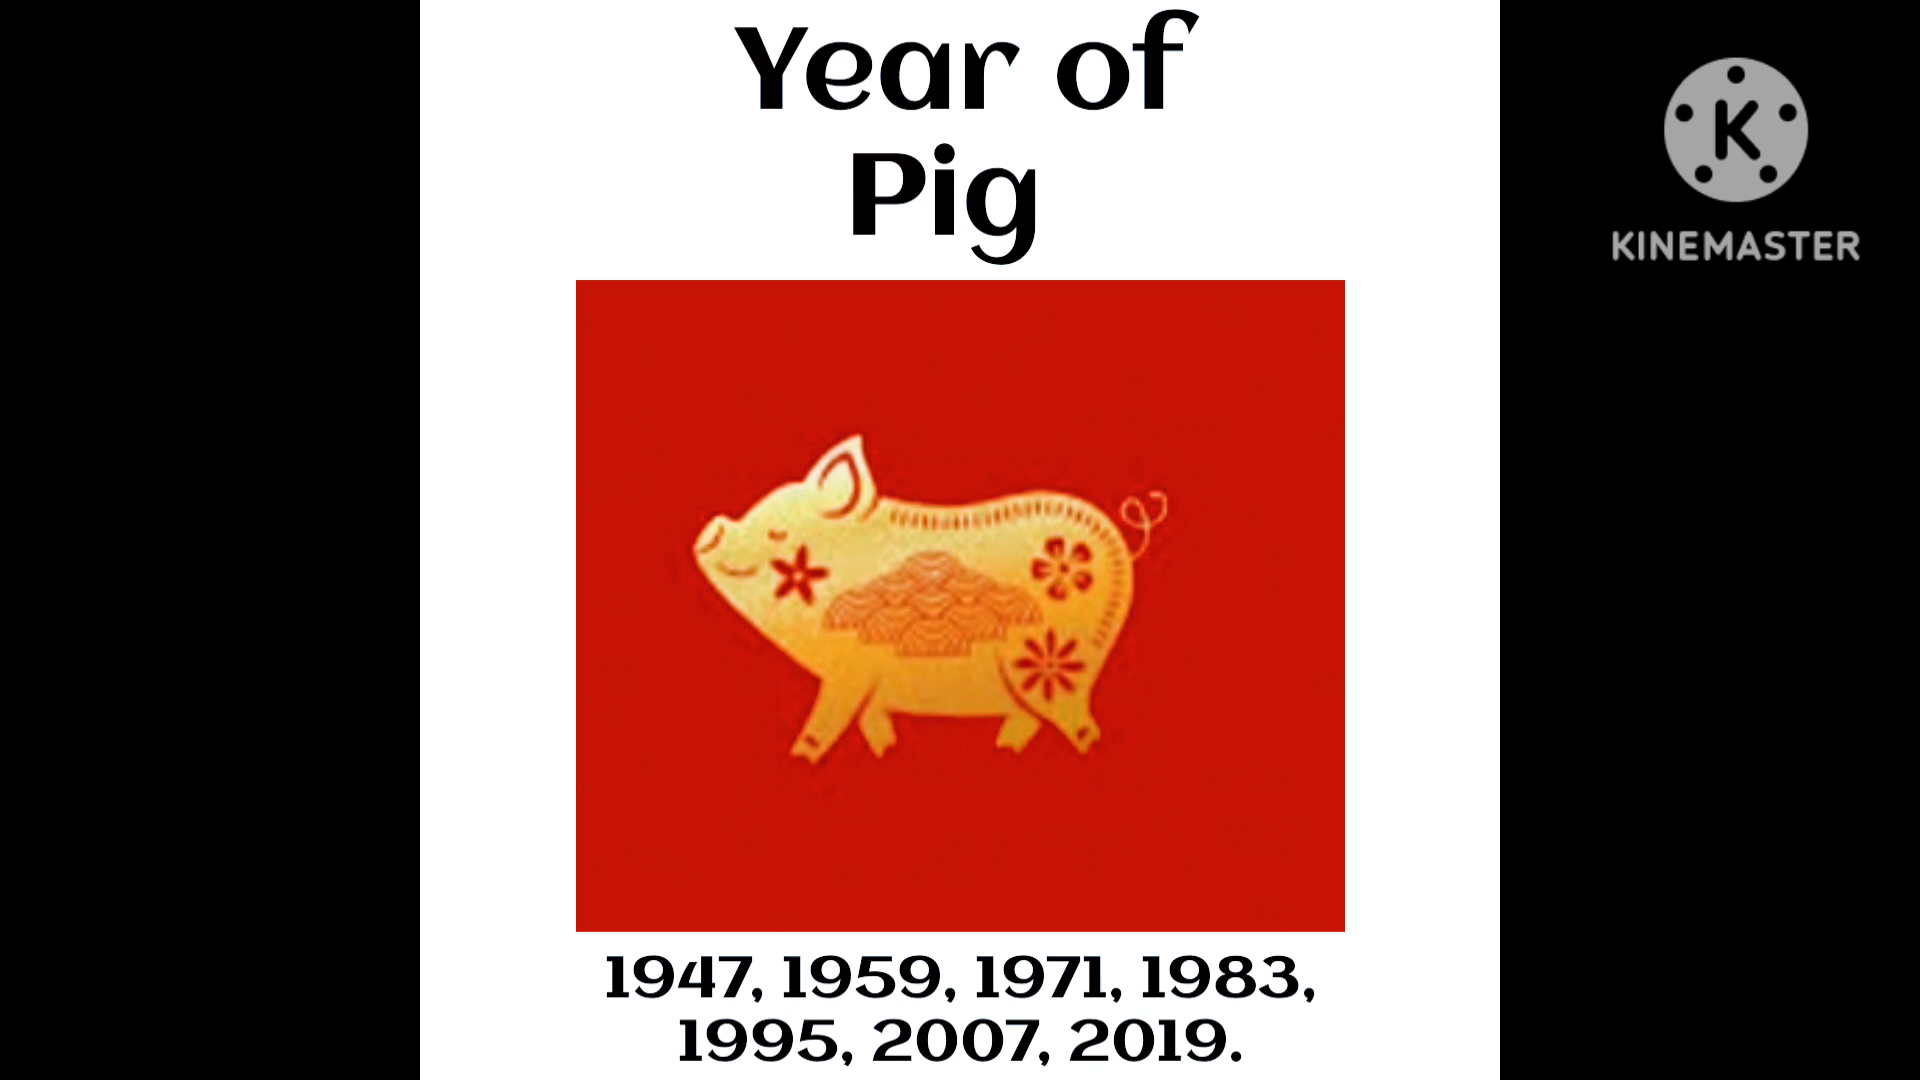 Year of
Pig
K
KINEMASTER
1947, 1959, 1971, 1983,
1995, 2007, 2019.